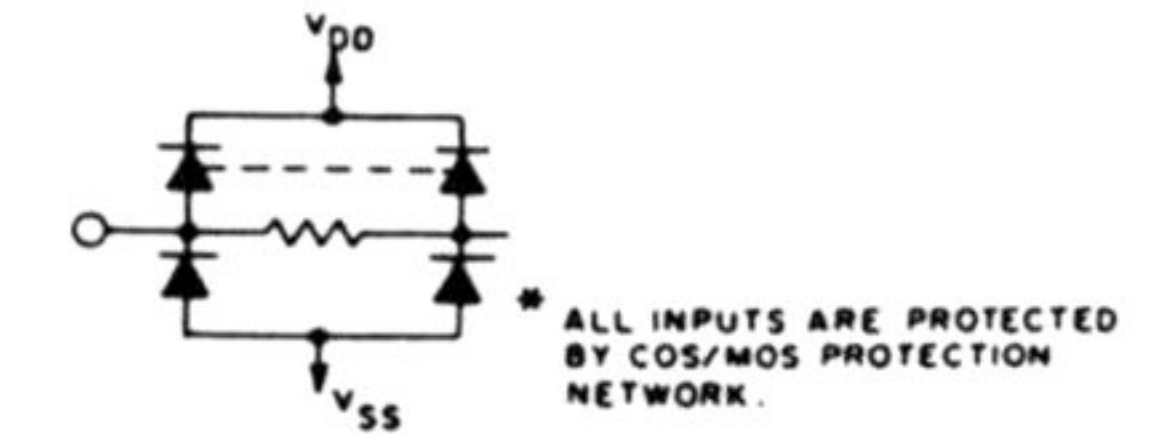 VDD
* ALL INPUTS ARE PROTECTED
BY COS/MOS PROTECTION
NETWORK.
VSS